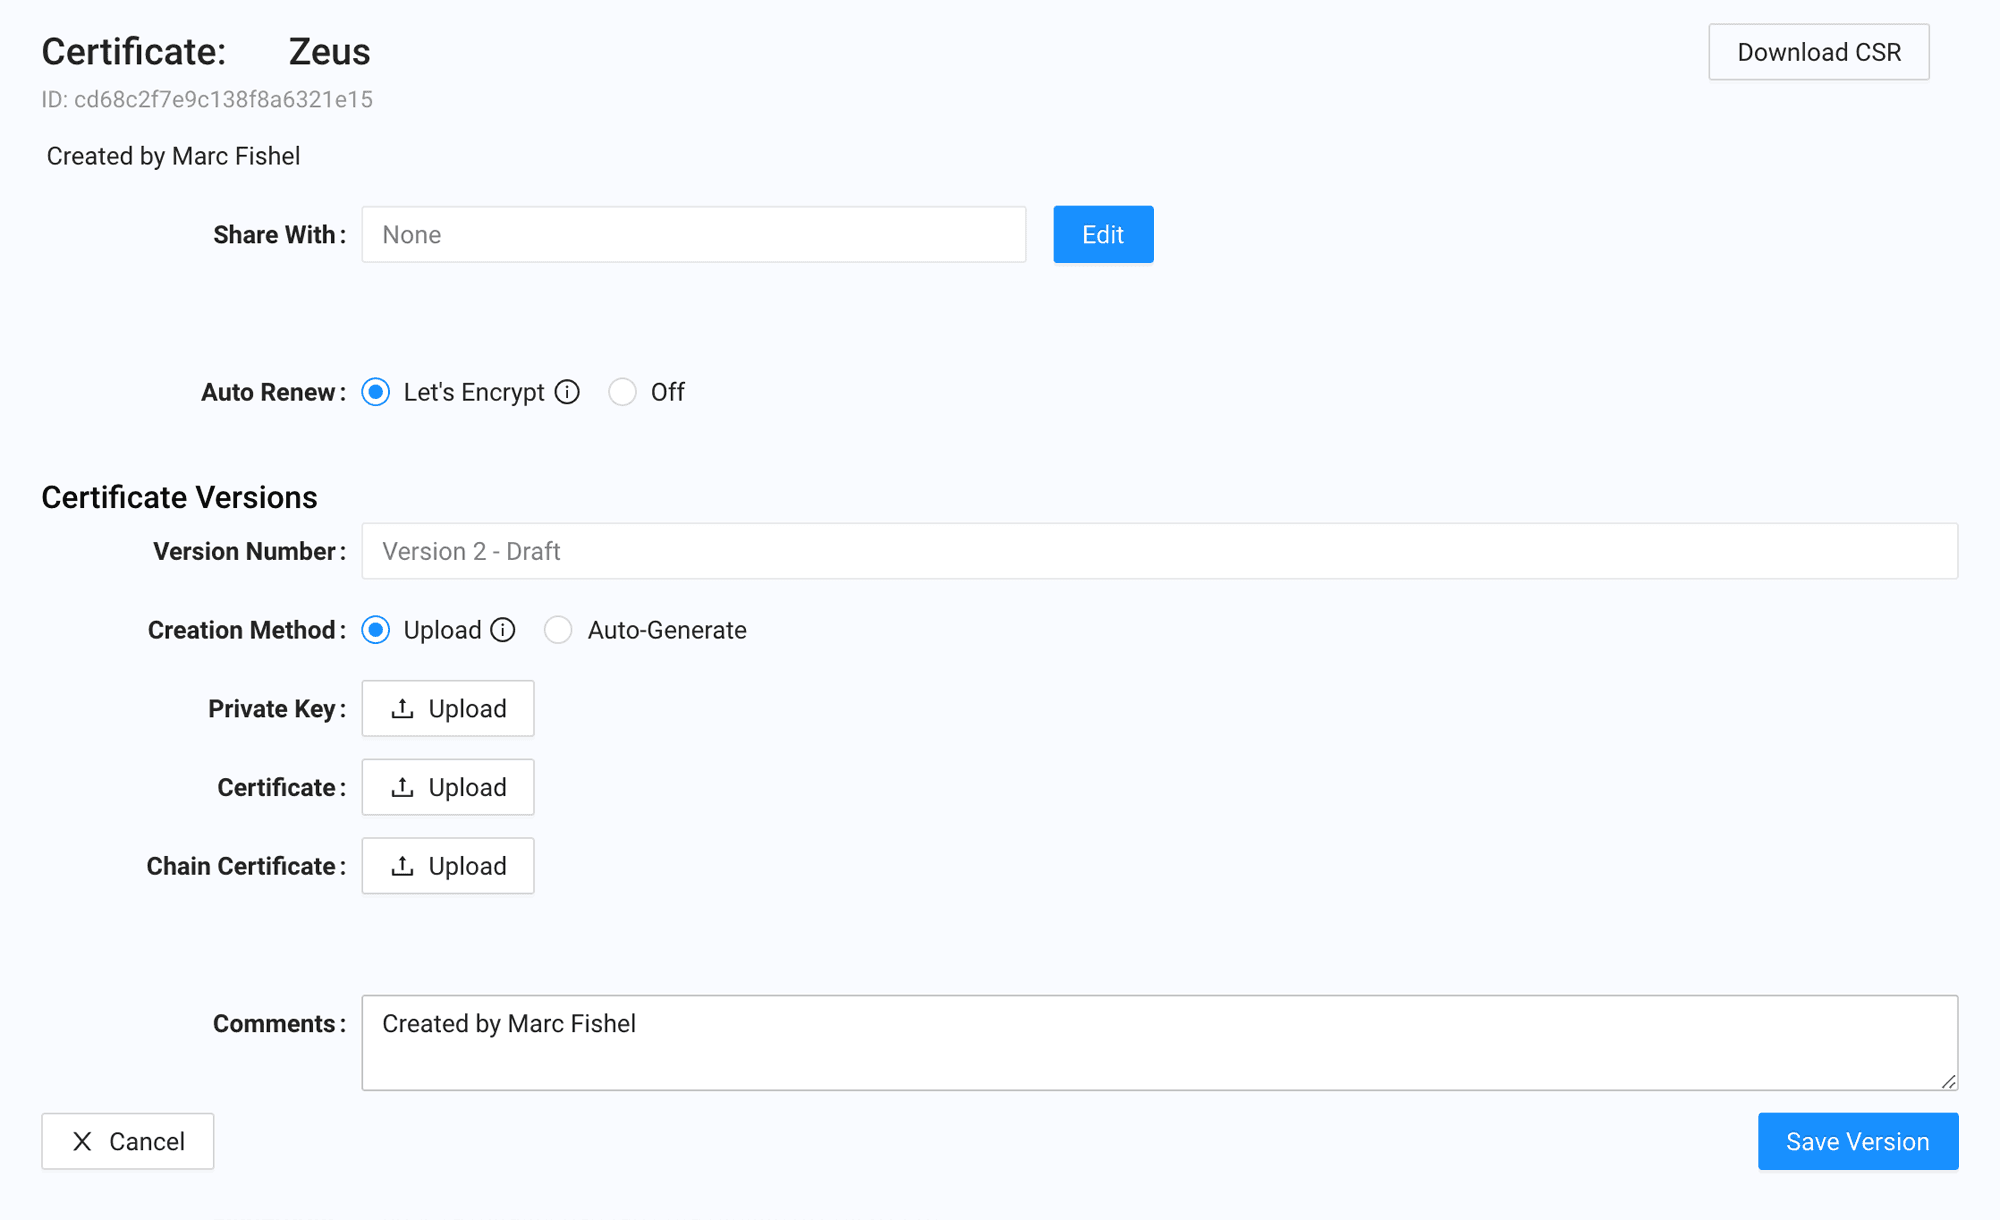 Certificate: Zeus
Download CSR
ID: cd68c2f7e9c138f8a6321e15
Created by Marc Fishel
Share With: None Edit
Auto Renew: Let's Encrypt Off
Certificate Versions
Version Number: Version 2 - Draft
Creation Method: Upload Auto-Generate
Private Key: Upload
Certificate: Upload
Chain Certificate: Upload
Comments: Created by Marc Fishel
Cancel
Save Version